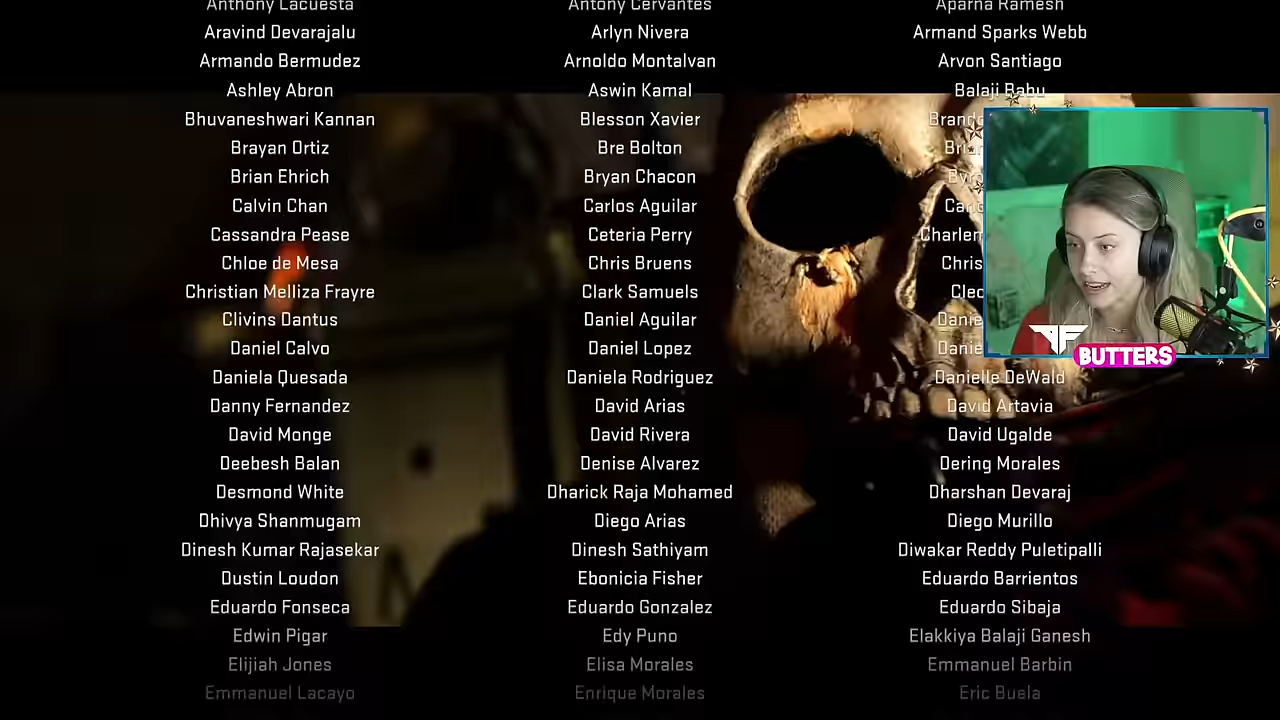 Anthony Lacuesta Antony Cervantes Aparna Ramesh
Aravind Devarajalu Arlyn Nivera Armand Sparks Webb
Armando Bermudez Arnoldo Montalvan Arvon Santiago
Ashley Abron Aswin Kamal Balaji Babu
Bhuvaneshwari Kannan Blesson Xavier
Brayan Ortiz Bre Bolton
Brian Ehrich Bryan Chacon
Calvin Chan Carlos Aguilar
Cassandra Pease Ceteria Perry
Chloe de Mesa Chris Bruens Chris
Christian Melliza Frayre Clark Samuels
Clivins Dantus Daniel Aguilar
Daniel Calvo Daniel Lopez
Daniela Quesada Daniela Rodriguez Danielle DeWald
Danny Fernandez David Arias David Artavia
David Monge David Rivera David Ugalde
Deebesh Balan Denise Alvarez Dering Morales
Desmond White Dharick Raja Mohamed Dharshan Devaraj
Dhivya Shanmugam Diego Arias Diego Murillo
Dinesh Kumar Rajasekar Dinesh Sathiyam Diwakar Reddy Puletipalli
Dustin Loudon Ebonicia Fisher Eduardo Barrientos
Eduardo Fonseca Eduardo Gonzalez Eduardo Sibaja
Edwin Pigar Edy Puno Elakkiya Balaji Ganesh
Elijiah Jones Elisa Morales Emmanuel Barbin
Emmanuel Lacayo Enrique Morales Eric Buela
BUTTERS